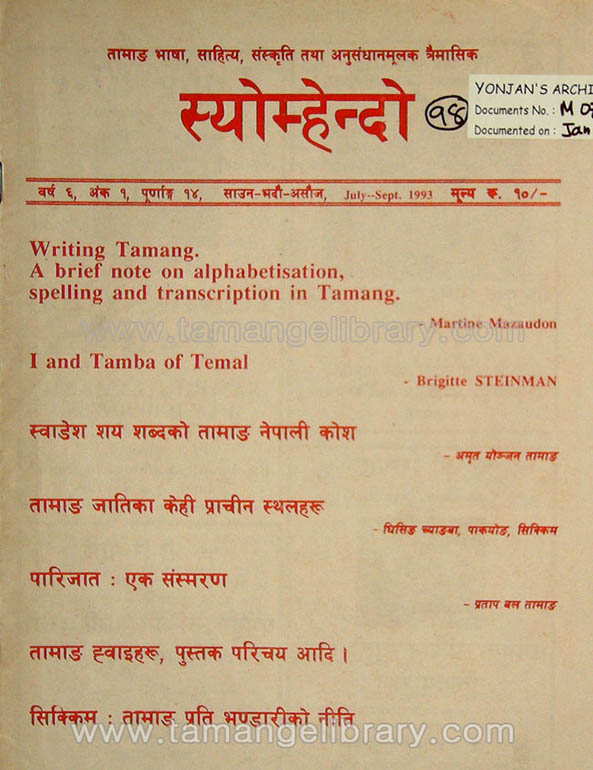 तामाङ भाषा, साहित्य, संस्कृति तथा अनुसंधानमूलक त्रैमासिक
YONJAN'S ARCHI
स्योम्हेन्दो
९८
Documents No. : M 0
Documented on : Jan
वर्ष ६, अंक १, पूर्णाङ्क १४, साउन-भदौ-असौज, July--Sept. 1993 मूल्य रु. १०/-
Writing Tamang.
A brief note on alphabetisation,
spelling and transcription in Tamang.
- Martine Mazaudon
www.tamangelibrary.com
I and Tamba of Temal
- Brigitte STEINMAN
स्वाडेश शय शब्दको तामाङ नेपाली कोश
- अमृत योञ्जन तामाङ
तामाङ जातिका केही प्राचीन स्थलहरू
- घिसिङ च्याङबा, पाकयोङ, सिक्किम
पारिजात : एक संस्मरण
- प्रताप बल तामाङ
तामाङ ह्वाइहरू, पुस्तक परिचय आदि ।
सिक्किम : तामाङ प्रति भण्डारीको नीति
www.tamangelibrary.com